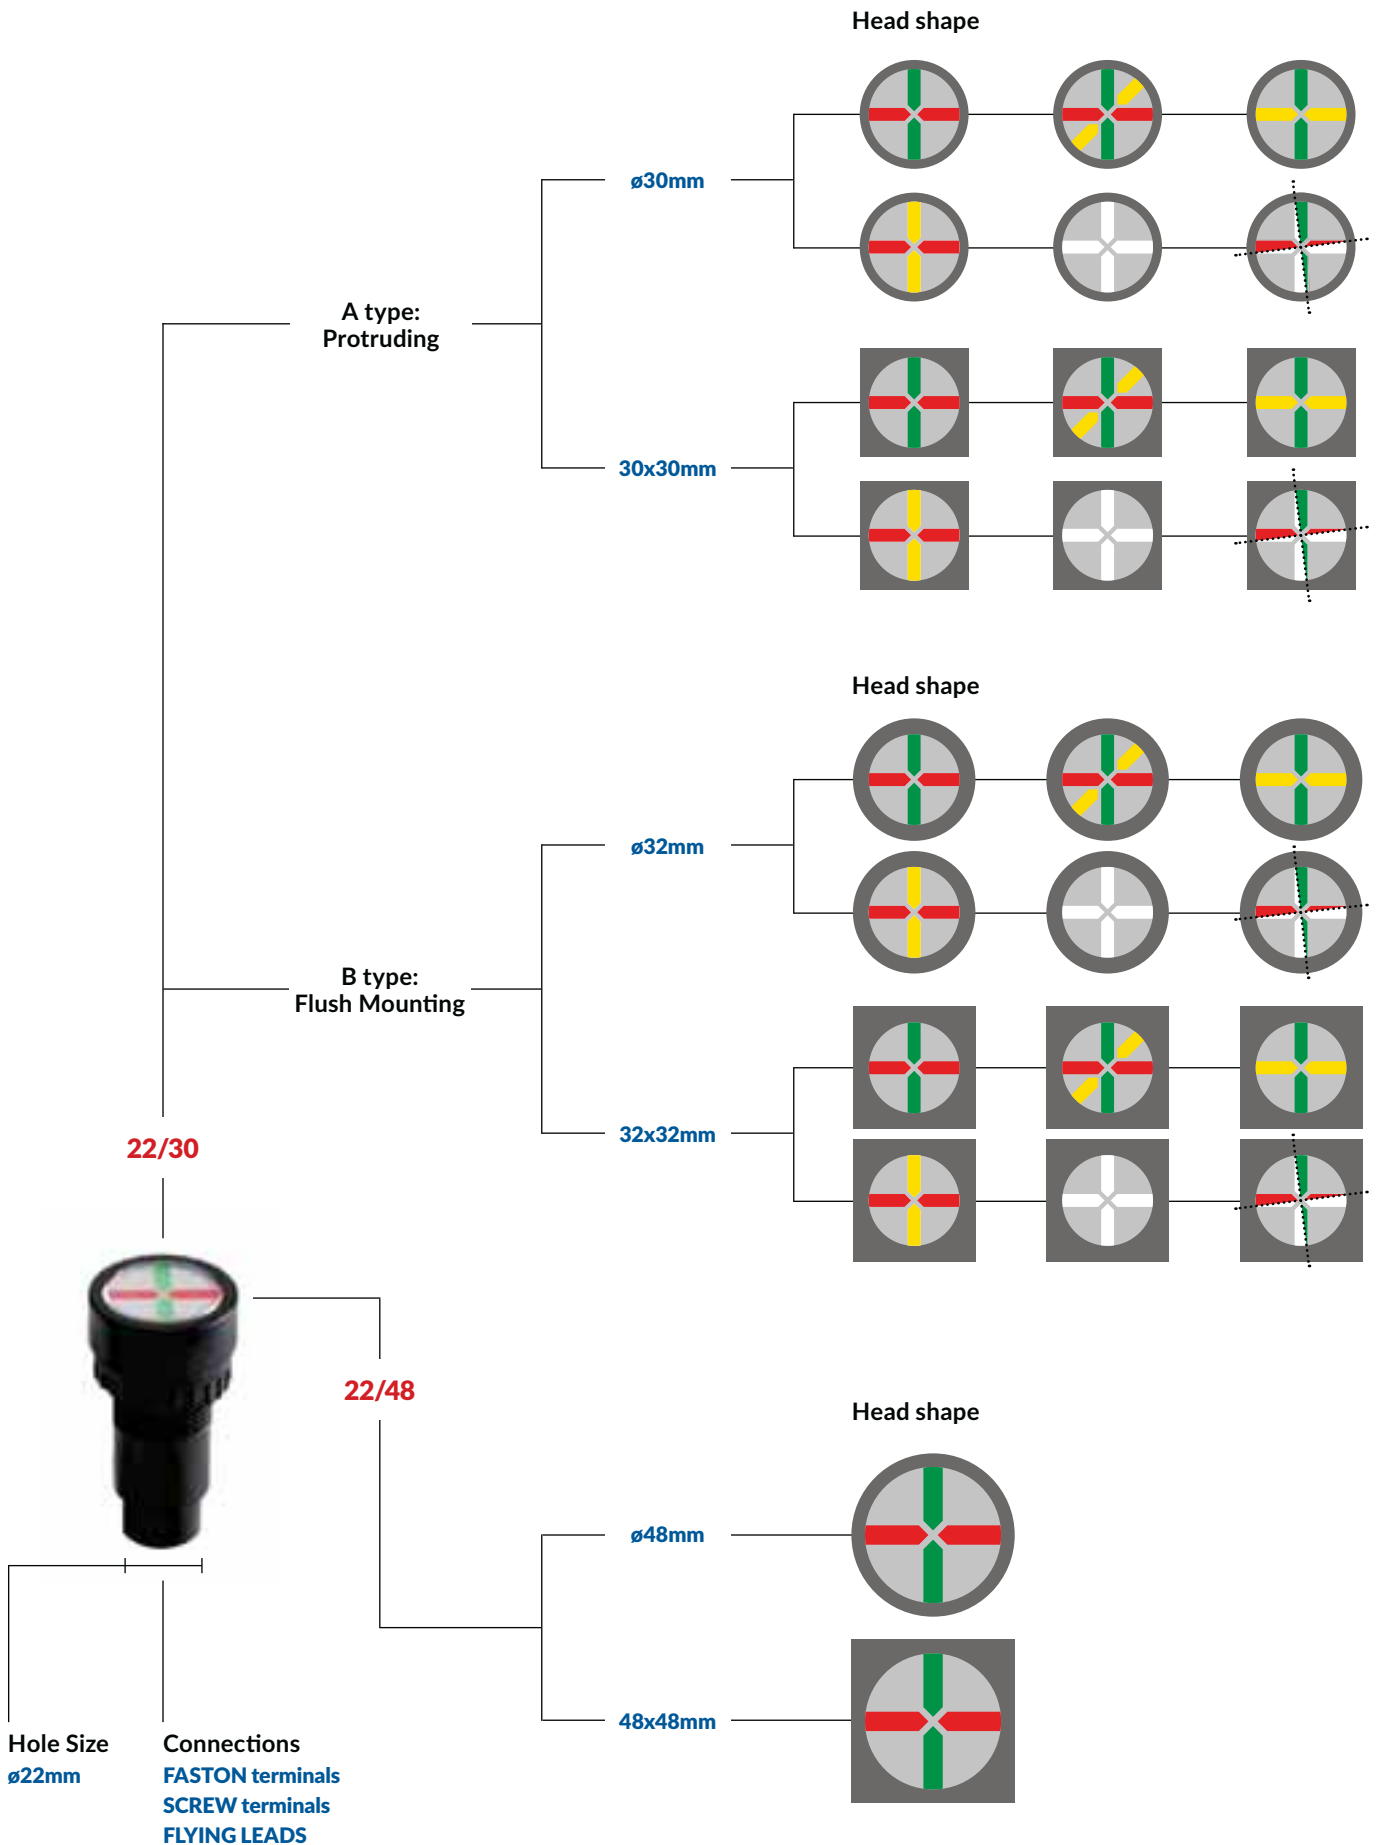 Head shape
ø30mm
A type:
Protruding
30x30mm
Head shape
ø32mm
B type:
Flush Mounting
32x32mm
22/30
22/48
Head shape
ø48mm
48x48mm
Hole Size
ø22mm
Connections
FASTON terminals
SCREW terminals
FLYING LEADS